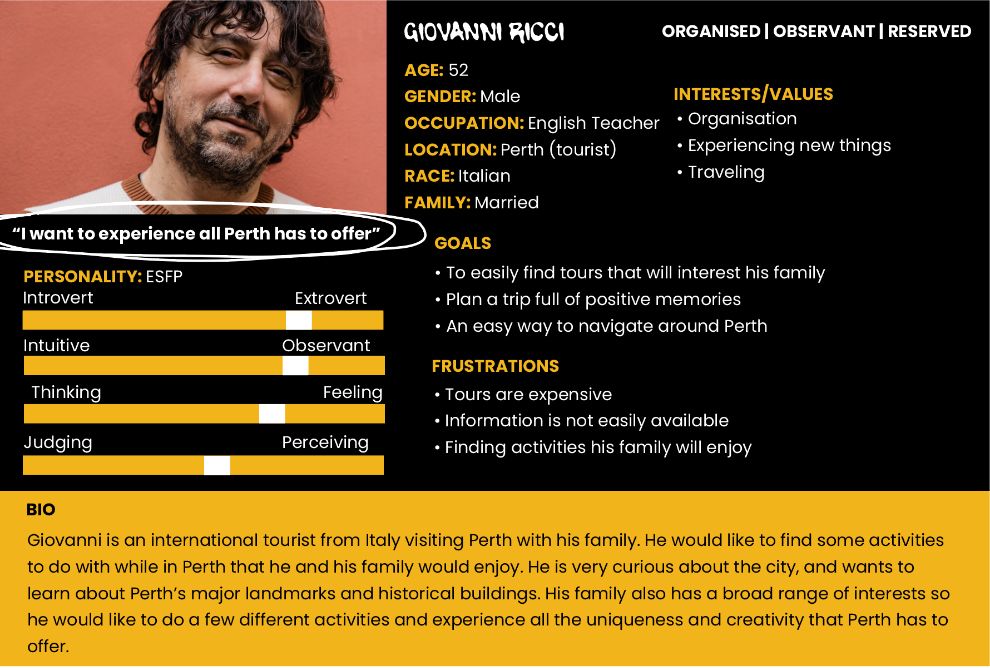 GIOVANNI RICCI
ORGANISED | OBSERVANT | RESERVED
AGE: 52
GENDER: Male
OCCUPATION: English Teacher
LOCATION: Perth (tourist)
RACE: Italian
FAMILY: Married
INTERESTS/VALUES
• Organisation
• Experiencing new things
• Traveling
“I want to experience all Perth has to offer”
PERSONALITY: ESFP
Introvert Extrovert
Intuitive Observant
Thinking Feeling
Judging Perceiving
GOALS
• To easily find tours that will interest his family
• Plan a trip full of positive memories
• An easy way to navigate around Perth
FRUSTRATIONS
• Tours are expensive
• Information is not easily available
• Finding activities his family will enjoy
BIO
Giovanni is an international tourist from Italy visiting Perth with his family. He would like to find some activities
to do with while in Perth that he and his family would enjoy. He is very curious about the city, and wants to
learn about Perth’s major landmarks and historical buildings. His family also has a broad range of interests so
he would like to do a few different activities and experience all the uniqueness and creativity that Perth has to
offer.